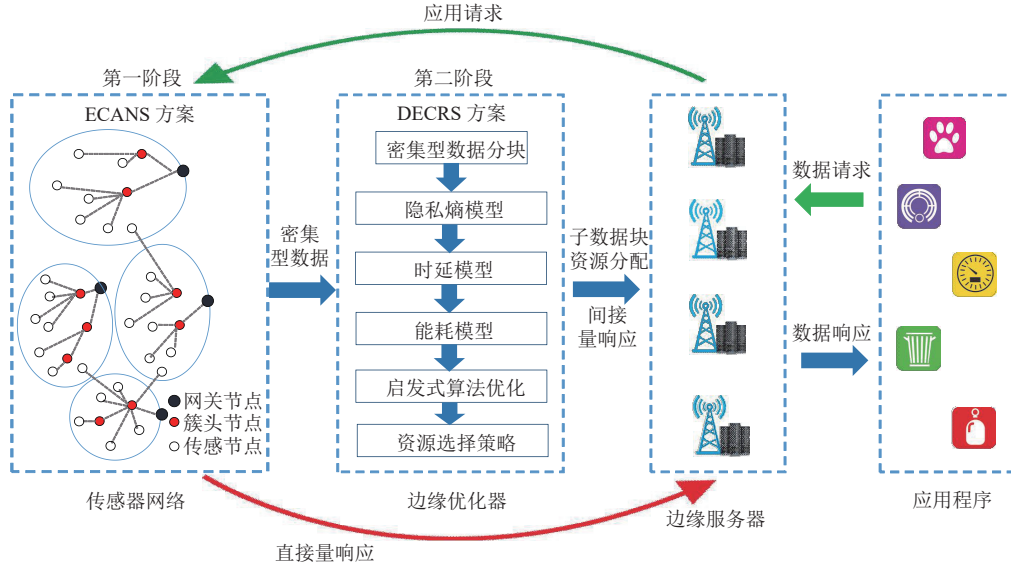 应用请求
第一阶段
第二阶段
ECANS 方案
DECRS 方案
密集型数据分块
隐私熵模型
时延模型
能耗模型
启发式算法优化
资源选择策略
密集
型数据
子数据块
资源分配
间接
量响应
数据请求
数据响应
网关节点
簇头节点
传感节点
传感器网络
边缘优化器
边缘服务器
应用程序
直接量响应